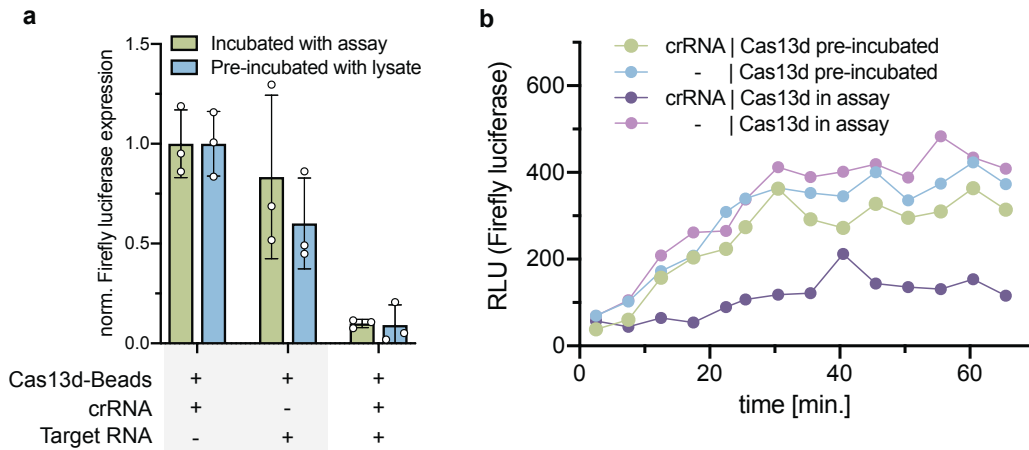 a
norm. Firefly luciferase expression
1.5
1.0
0.5
0.0
Incubated with assay
Pre-incubated with lysate
Cas13d-Beads + + +
crRNA + - +
Target RNA - + +
b
RLU (Firefly luciferase)
600
400
200
0
crRNA | Cas13d pre-incubated
- | Cas13d pre-incubated
crRNA | Cas13d in assay
- | Cas13d in assay
0 20 40 60
time [min.]